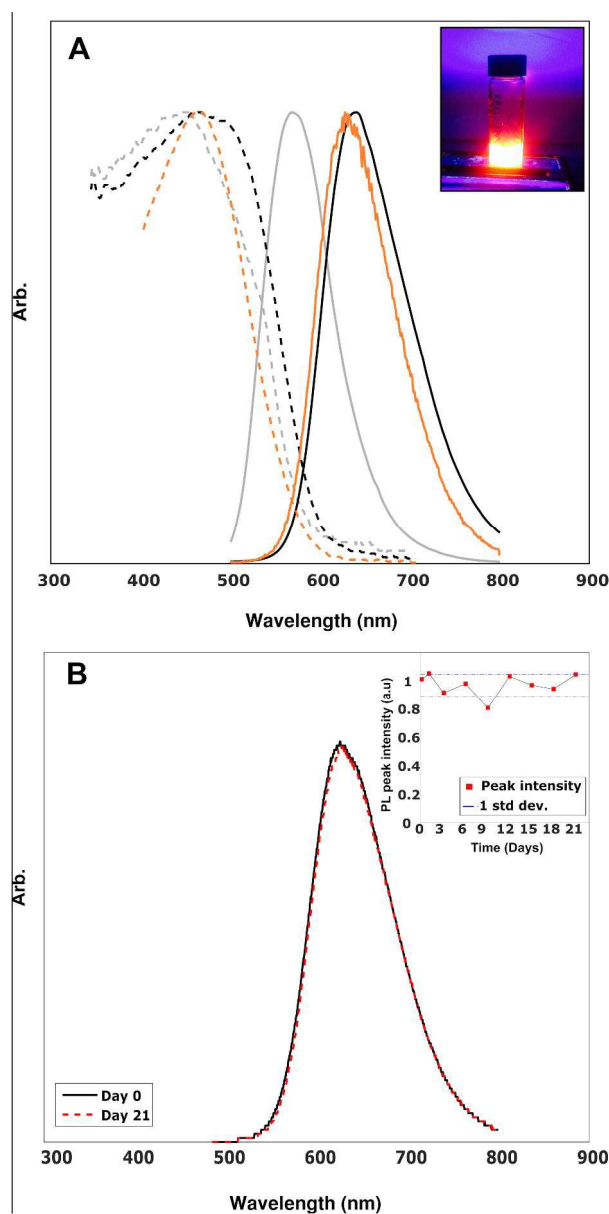 A
Arb.
300 400 500 600 700 800 900
Wavelength (nm)
B
PL peak intensity (a.u)
1
0.8
0.6
0.4
0.2
0
0 3 6 9 12 15 18 21
Time (Days)
Peak intensity
1 std dev.
Arb.
Day 0
Day 21
300 400 500 600 700 800 900
Wavelength (nm)